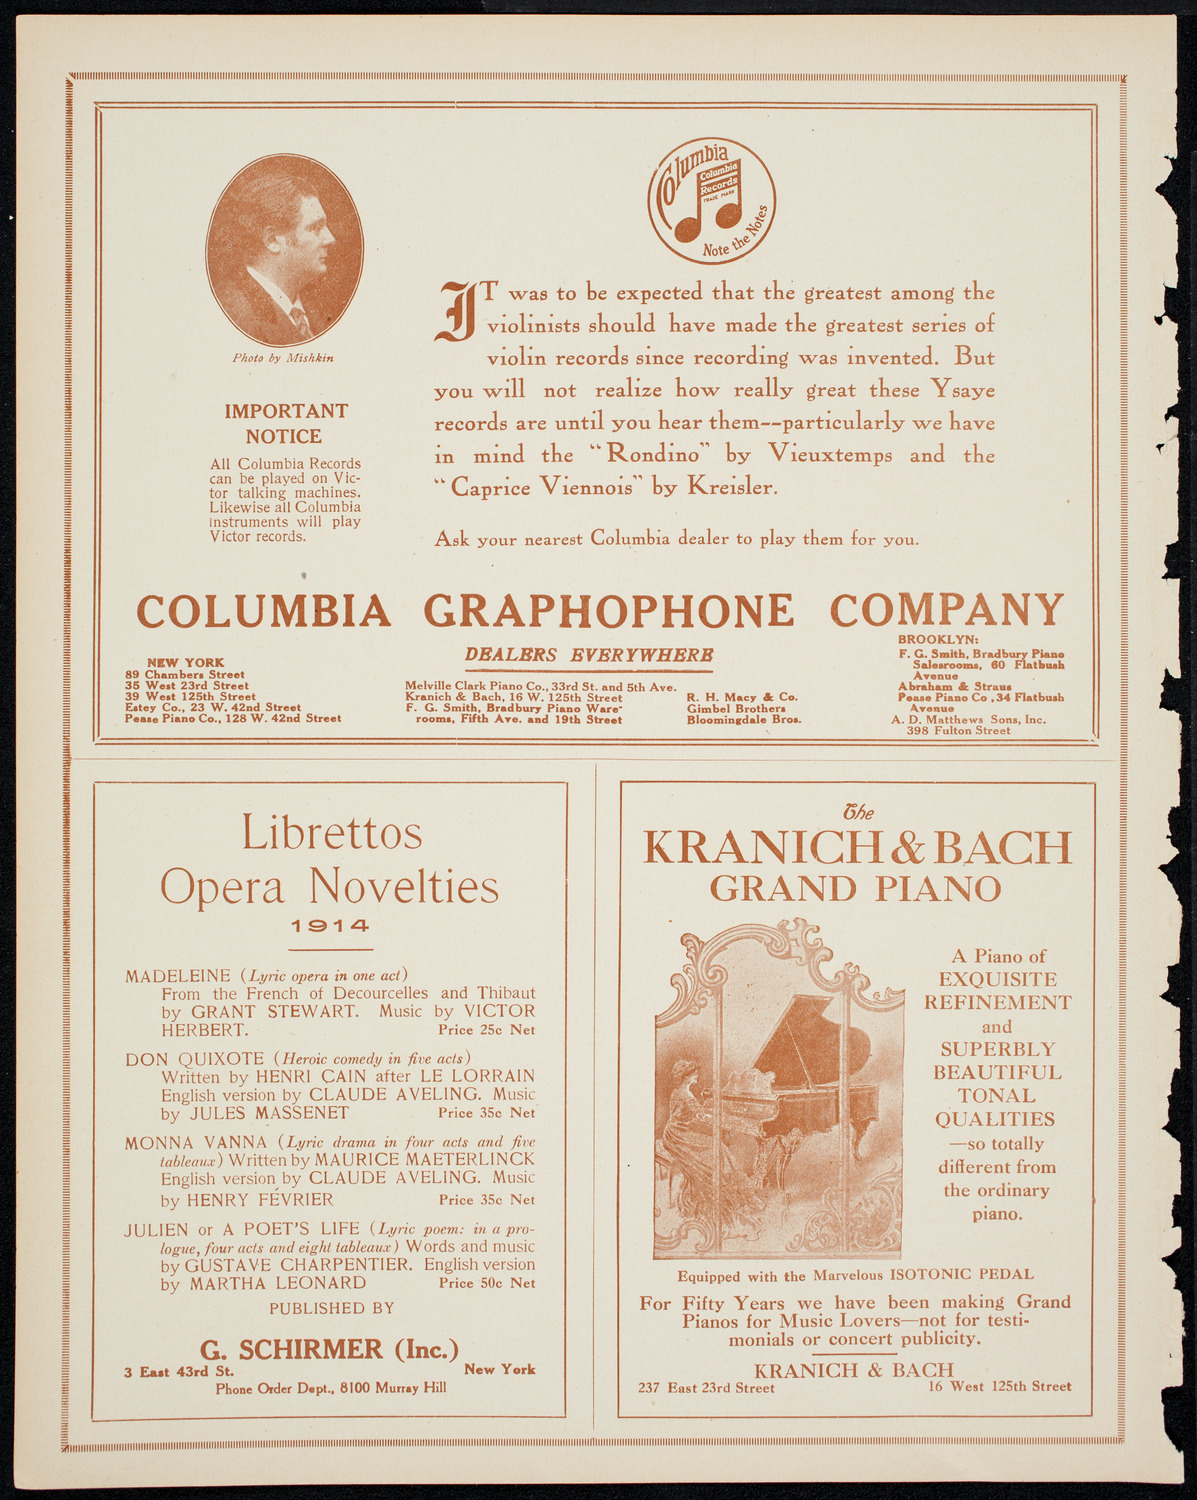 Columbia
Columbia
Records
TRADE MARK
Note the Notes
Photo by Mishkin
IMPORTANT
NOTICE
All Columbia Records
can be played on Vic-
tor talking machines.
Likewise all Columbia
instruments will play
Victor records.
IT was to be expected that the greatest among the
violinists should have made the greatest series of
violin records since recording was invented. But
you will not realize how really great these Ysaye
records are until you hear them--particularly we have
in mind the "Rondino" by Vieuxtemps and the
"Caprice Viennois" by Kreisler.
Ask your nearest Columbia dealer to play them for you.
COLUMBIA GRAPHOPHONE COMPANY
DEALERS EVERYWHERE
NEW YORK
89 Chambers Street
35 West 23rd Street
39 West 125th Street
Estey Co., 23 W. 42nd Street
Pease Piano Co., 128 W. 42nd Street
Melville Clark Piano Co., 33rd St. and 5th Ave.
Kranich & Bach, 16 W. 125th Street
F. G. Smith, Bradbury Piano Ware-
rooms, Fifth Ave. and 19th Street
R. H. Macy & Co.
Gimbel Brothers
Bloomingdale Bros.
BROOKLYN:
F. G. Smith, Bradbury Piano
Salesrooms, 60 Flatbush
Avenue
Abraham & Straus
Pease Piano Co , 34 Flatbush
Avenue
A. D. Matthews Sons, Inc.
398 Fulton Street
Librettos
Opera Novelties
1914
MADELEINE (Lyric opera in one act)
From the French of Decourcelles and Thibaut
by GRANT STEWART. Music by VICTOR
HERBERT. Price 25c Net
DON QUIXOTE (Heroic comedy in five acts)
Written by HENRI CAIN after LE LORRAIN
English version by CLAUDE AVELING. Music
by JULES MASSENET Price 35c Net
MONNA VANNA (Lyric drama in four acts and five
tableaux) Written by MAURICE MAETERLINCK
English version by CLAUDE AVELING. Music
by HENRY FÉVRIER Price 35c Net
JULIEN or A POET'S LIFE (Lyric poem: in a pro-
logue, four acts and eight tableaux) Words and music
by GUSTAVE CHARPENTIER. English version
by MARTHA LEONARD Price 50c Net
PUBLISHED BY
G. SCHIRMER (Inc.)
3 East 43rd St. New York
Phone Order Dept., 8100 Murray Hill
The
KRANICH & BACH
GRAND PIANO
A Piano of
EXQUISITE
REFINEMENT
and
SUPERBLY
BEAUTIFUL
TONAL
QUALITIES
—so totally
different from
the ordinary
piano.
Equipped with the Marvelous ISOTONIC PEDAL
For Fifty Years we have been making Grand
Pianos for Music Lovers—not for testi-
monials or concert publicity.
KRANICH & BACH
237 East 23rd Street 16 West 125th Street